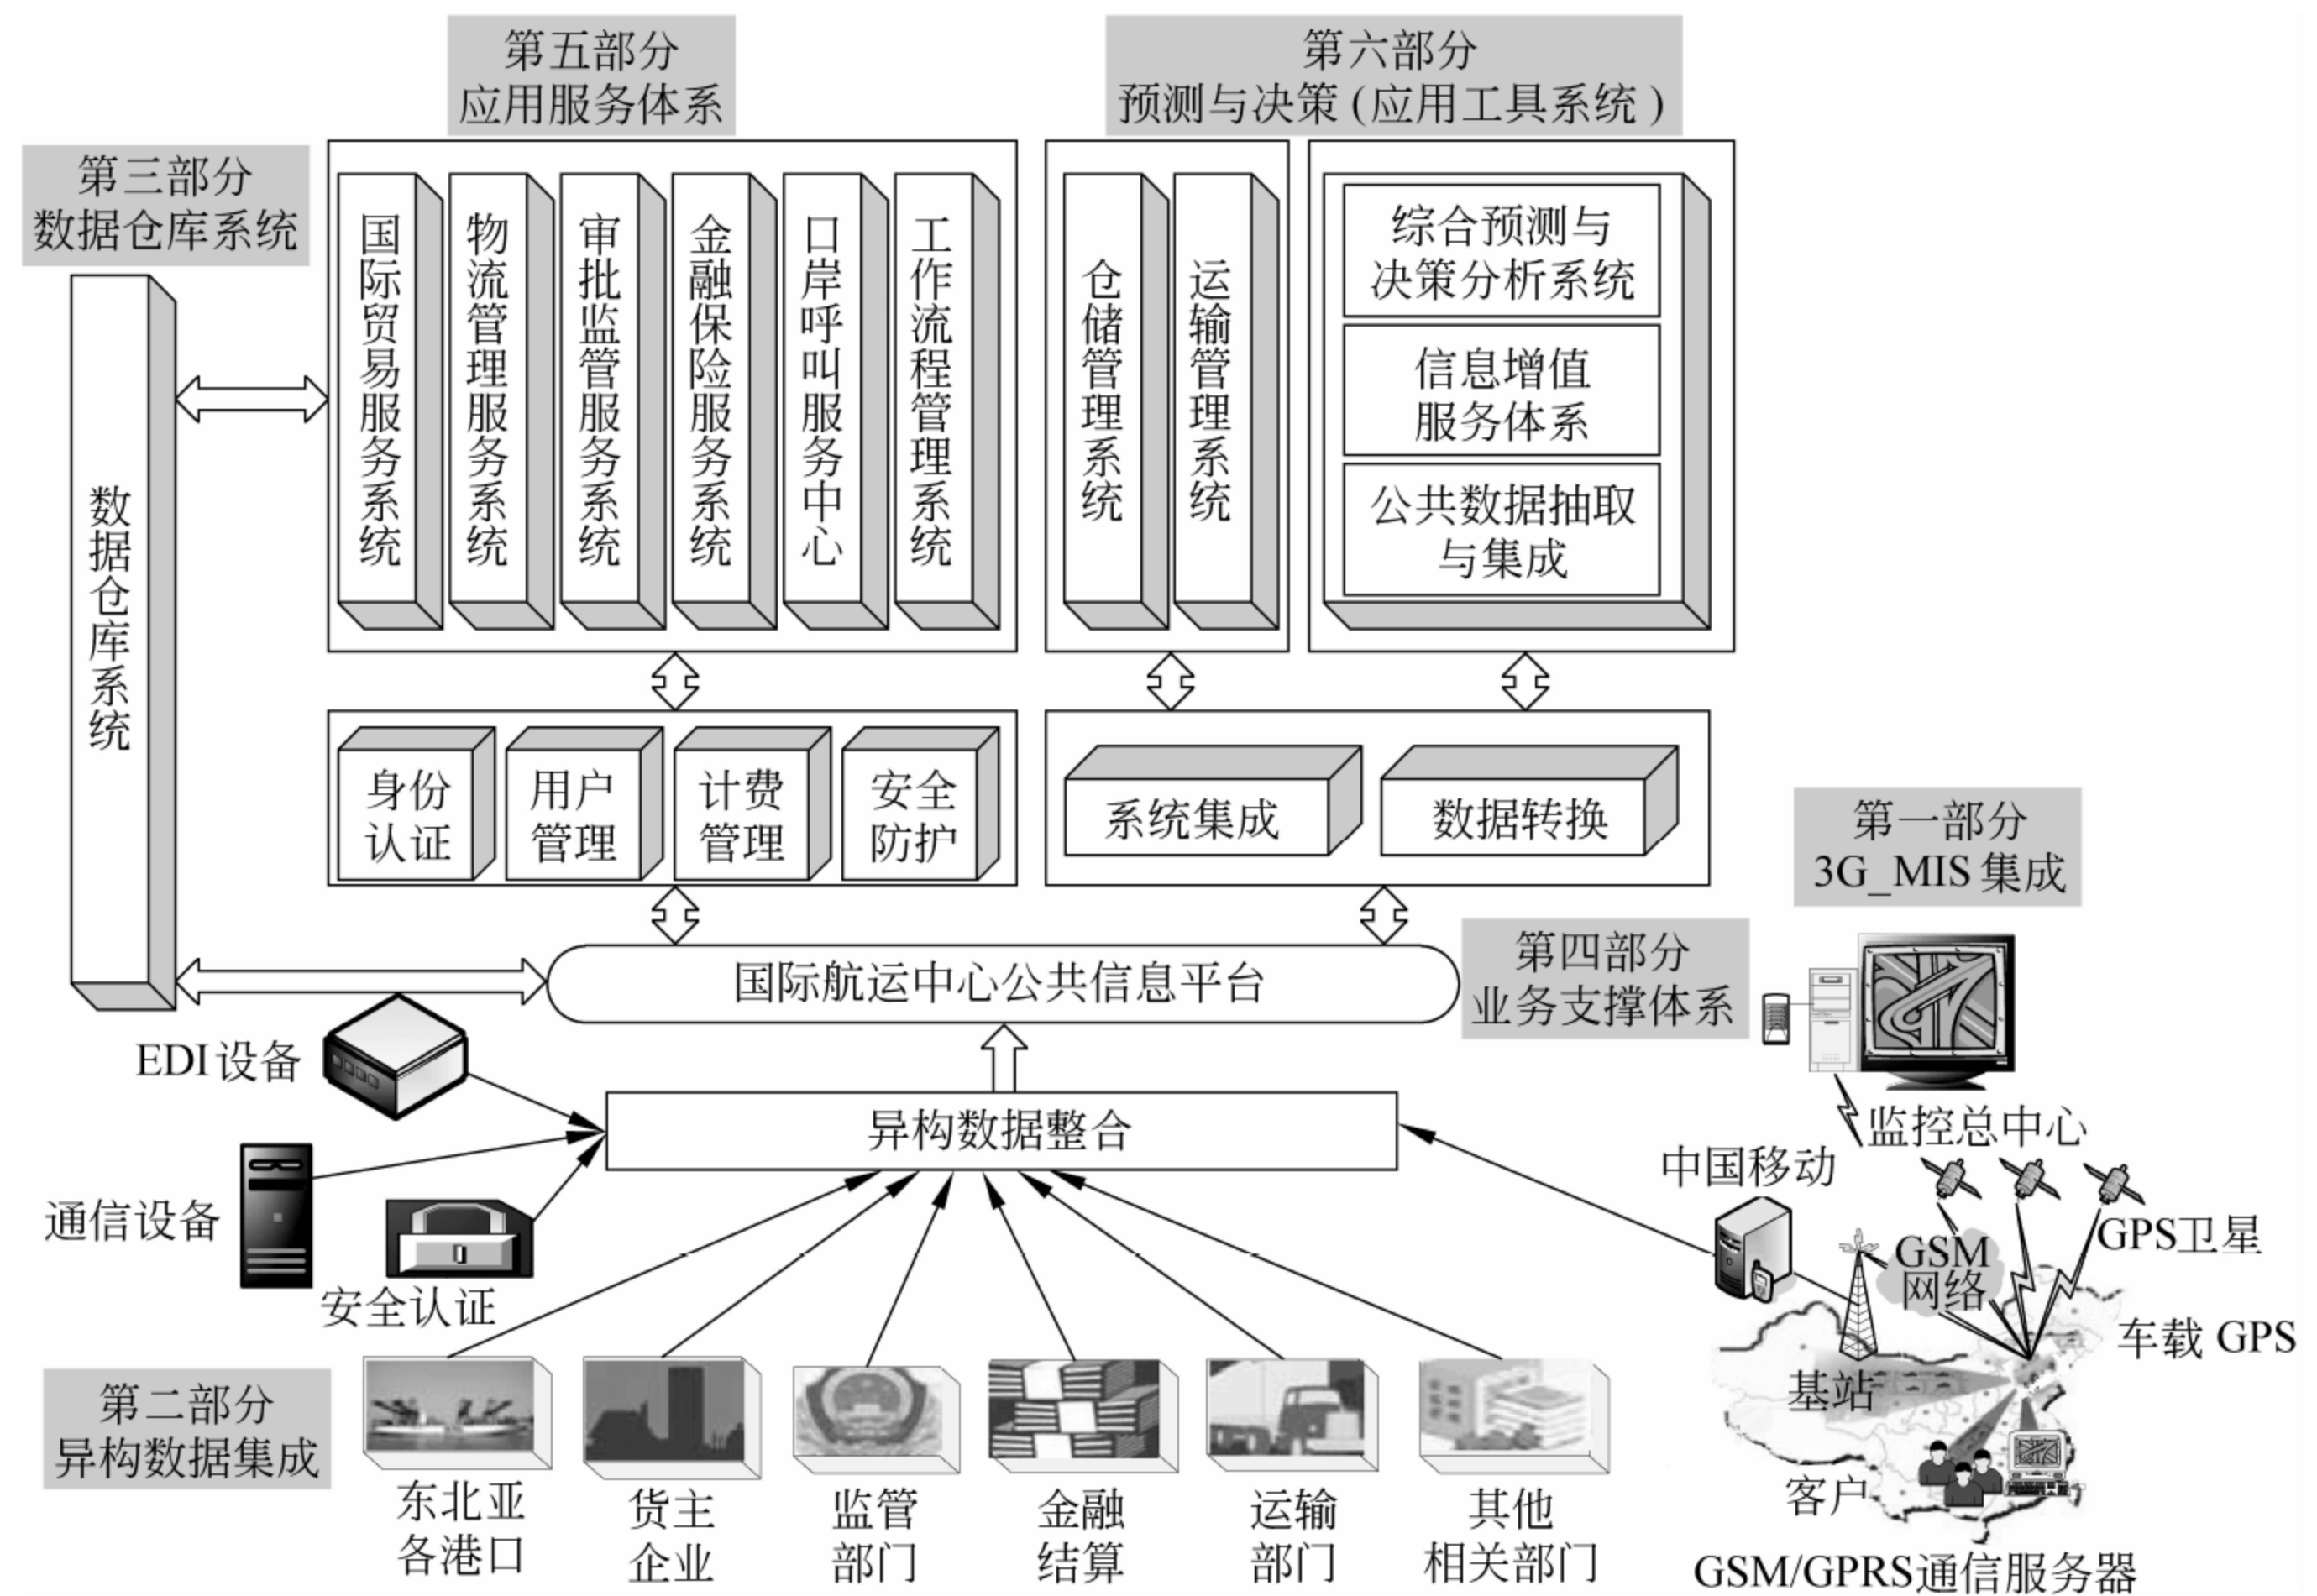 第五部分
应用服务体系
第六部分
预测与决策(应用工具系统)
第三部分
数据仓库系统
数据仓库系统
国际贸易服务系统
物流管理服务系统
审批监管服务系统
金融保险服务系统
口岸呼叫服务中心
工作流程管理系统
仓储管理系统
运输管理系统
综合预测与
决策分析系统
信息增值
服务体系
公共数据抽取
与集成
身份
认证
用户
管理
计费
管理
安全
防护
系统集成
数据转换
第一部分
3G_MIS集成
国际航运中心公共信息平台
第四部分
业务支撑体系
EDI设备
异构数据整合
监控总中心
中国移动
通信设备
GPS卫星
GSM
网络
安全认证
车载 GPS
基站
第二部分
异构数据集成
客户
东北亚
各港口
货主
企业
监管
部门
金融
结算
运输
部门
其他
相关部门
GSM/GPRS通信服务器